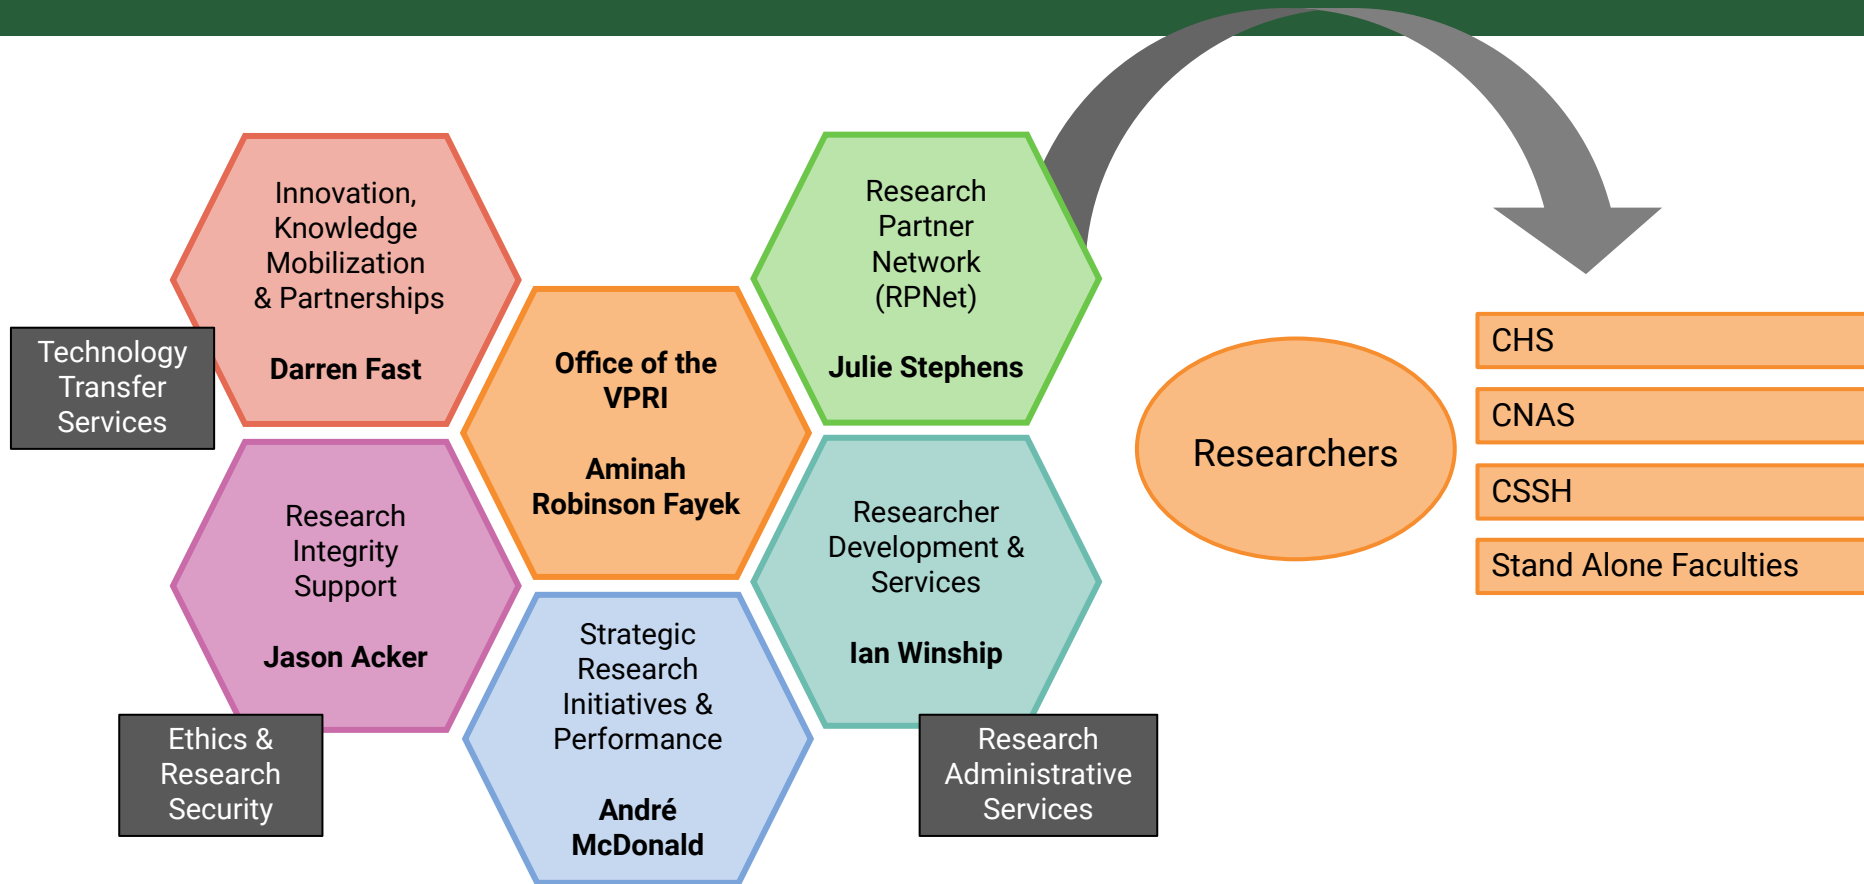 Innovation,
Knowledge
Mobilization
& Partnerships
Darren Fast
Technology
Transfer
Services
Office of the
VPRI
Aminah
Robinson Fayek
Research
Partner
Network
(RPNet)
Julie Stephens
Research
Integrity
Support
Jason Acker
Ethics &
Research
Security
Strategic
Research
Initiatives &
Performance
André
McDonald
Researcher
Development &
Services
Ian Winship
Research
Administrative
Services
Researchers
CHS
CNAS
CSSH
Stand Alone Faculties